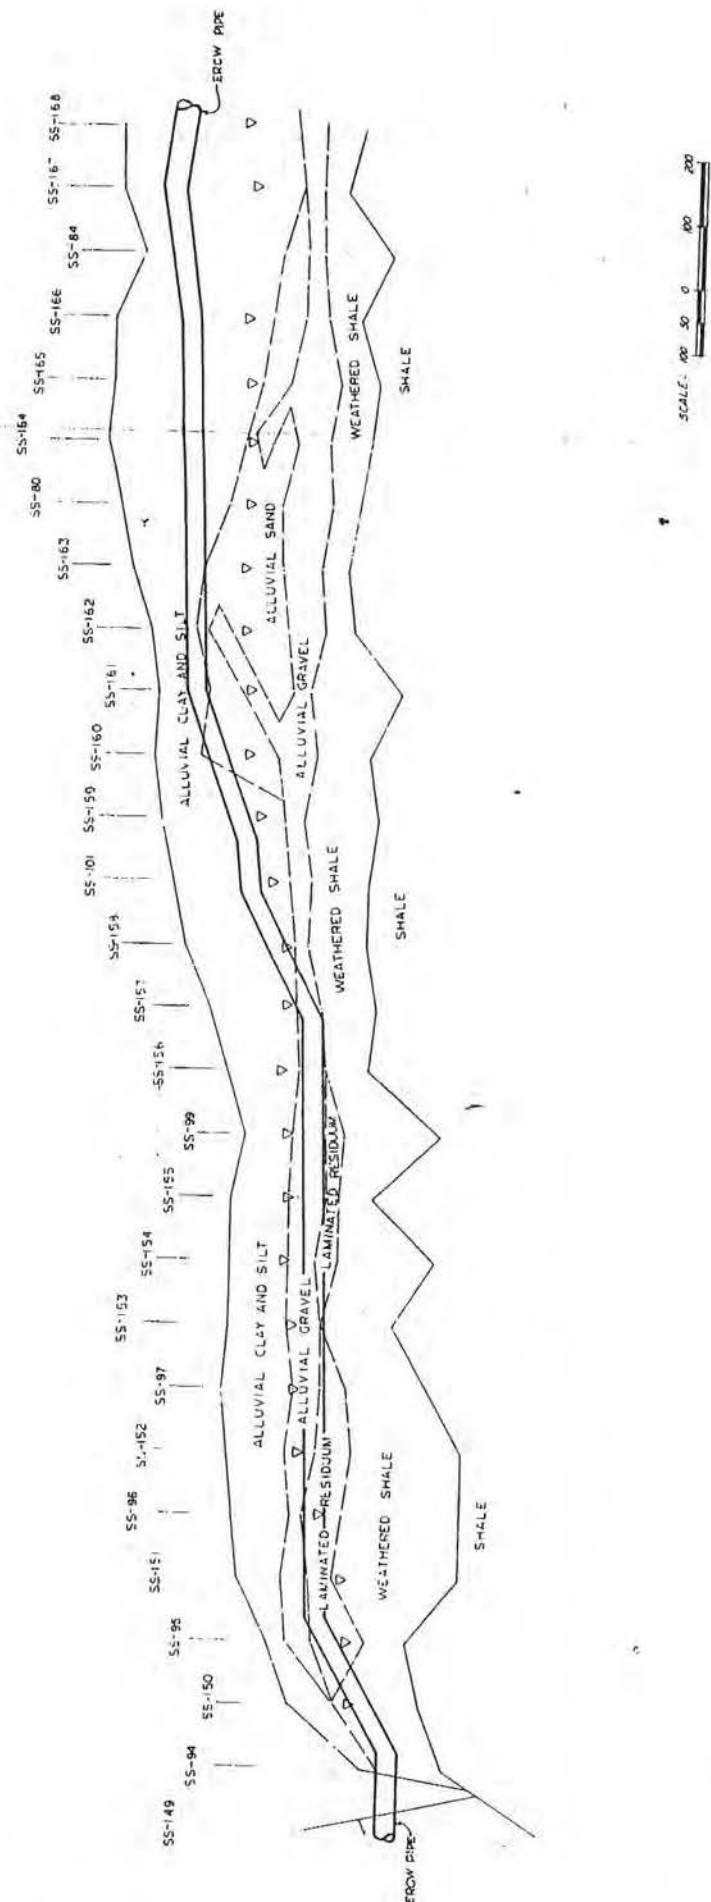 ERCW PIPE
SS-168
SS-167
SS-84
SS-166
SS-165
SS-164
SS-80
SS-163
SS-162
SS-161
SS-160
SS-159
SS-101
SS-158
SS-157
SS-156
SS-99
SS-155
SS-154
SS-153
SS-97
SS-152
SS-96
SS-151
SS-95
SS-150
SS-94
SS-149
ALLUVIAL CLAY AND SILT
ALLUVIAL SAND
ALLUVIAL GRAVEL
WEATHERED SHALE
SHALE
WEATHERED SHALE
SHALE
ALLUVIAL CLAY AND SILT
ALLUVIAL GRAVEL
LAMINATED RESIDUUM
LAMINATED RESIDUUM
WEATHERED SHALE
SHALE
ERCW PIPE
SCALE: 100 50 0 100 200